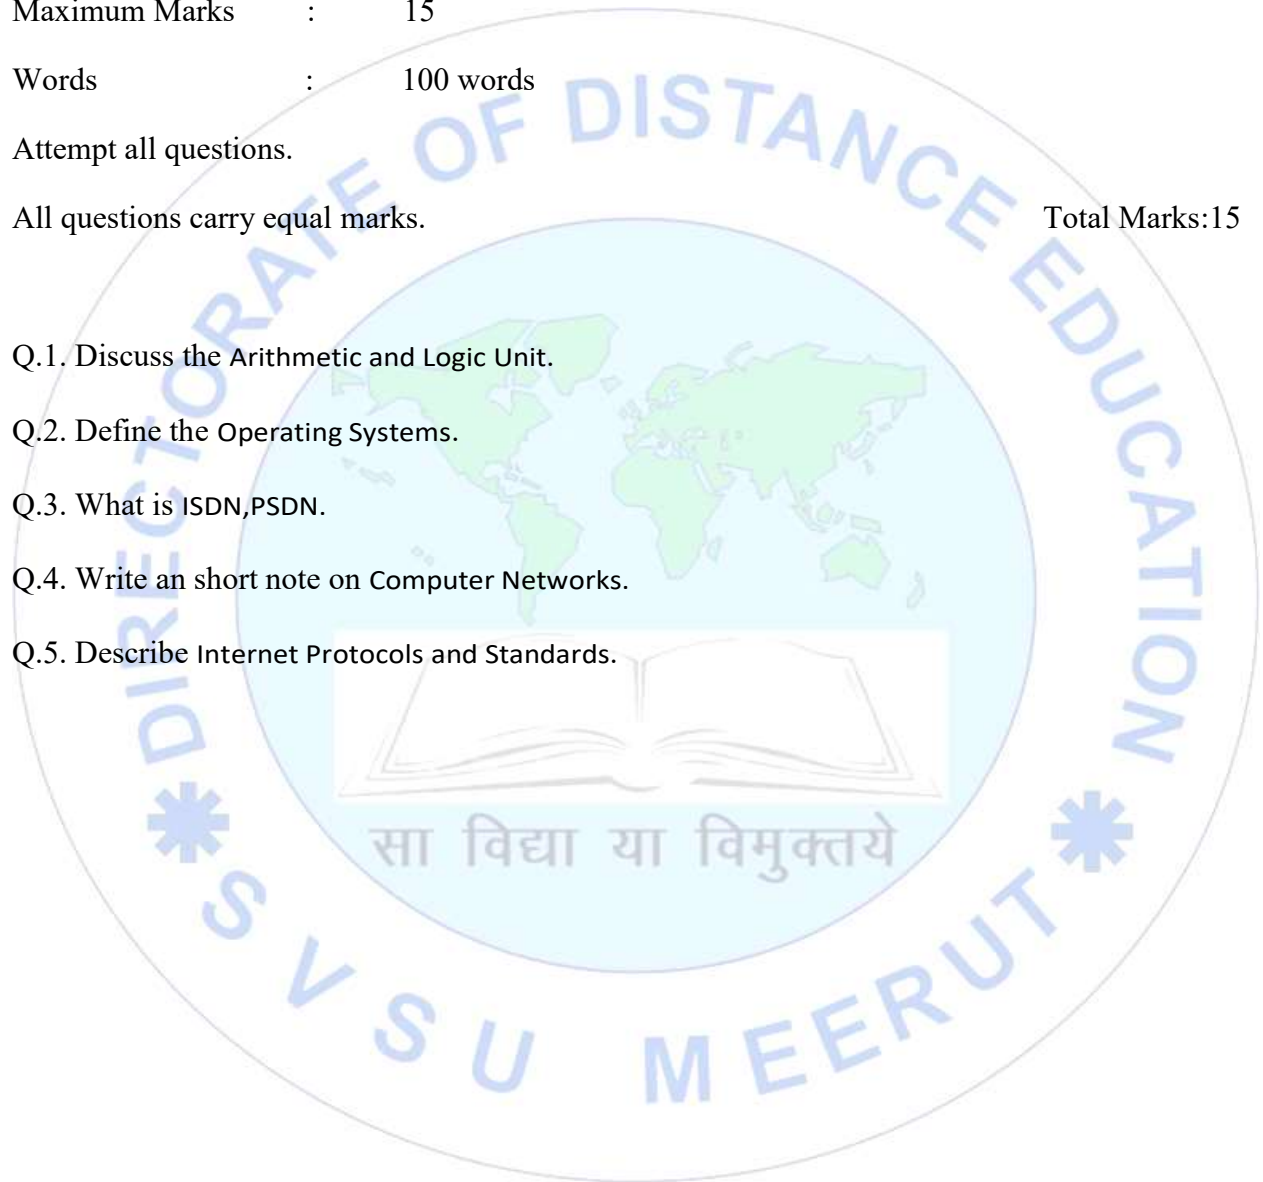 Maximum Marks : 15
Words : 100 words
Attempt all questions.
All questions carry equal marks. Total Marks:15
Q.1. Discuss the Arithmetic and Logic Unit.
Q.2. Define the Operating Systems.
Q.3. What is ISDN,PSDN.
Q.4. Write an short note on Computer Networks.
Q.5. Describe Internet Protocols and Standards.
DIRECTORATE OF DISTANCE EDUCATION
सा विद्या या विमुक्तये
S V S U MEERUT